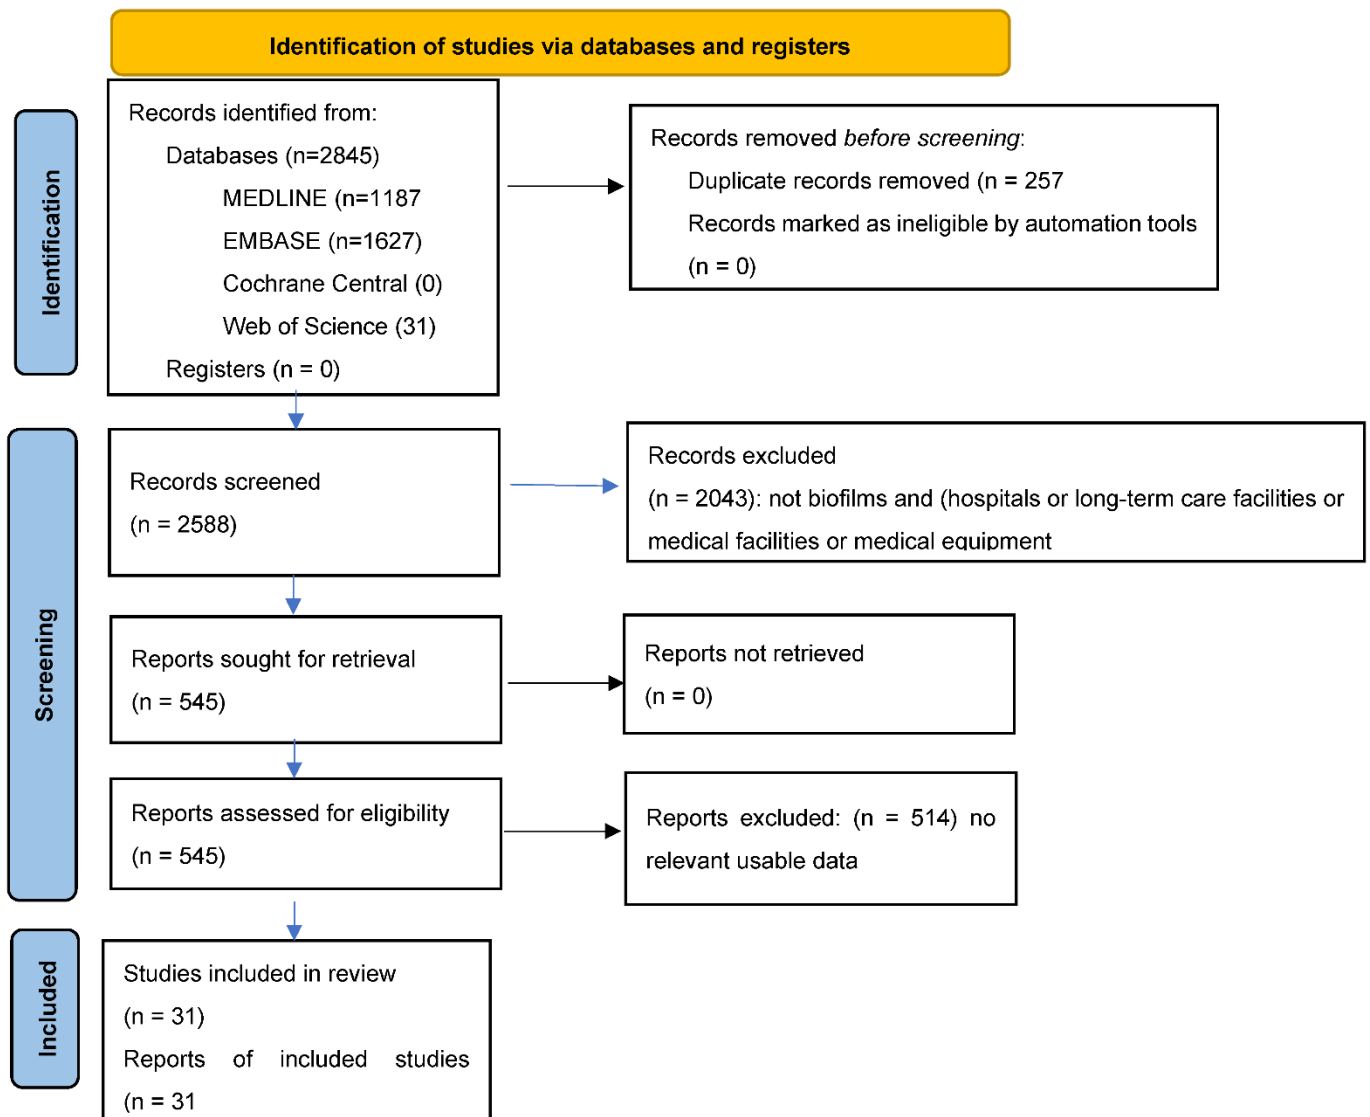 Identification of studies via databases and registers
Identification
Records identified from:
Databases (n=2845)
MEDLINE (n=1187
EMBASE (n=1627)
Cochrane Central (0)
Web of Science (31)
Registers (n = 0)
Records removed before screening:
Duplicate records removed (n = 257
Records marked as ineligible by automation tools
(n = 0)
Screening
Records screened
(n = 2588)
Records excluded
(n = 2043): not biofilms and (hospitals or long-term care facilities or
medical facilities or medical equipment
Reports sought for retrieval
(n = 545)
Reports not retrieved
(n = 0)
Reports assessed for eligibility
(n = 545)
Reports excluded: (n = 514) no
relevant usable data
Included
Studies included in review
(n = 31)
Reports of included studies
(n = 31